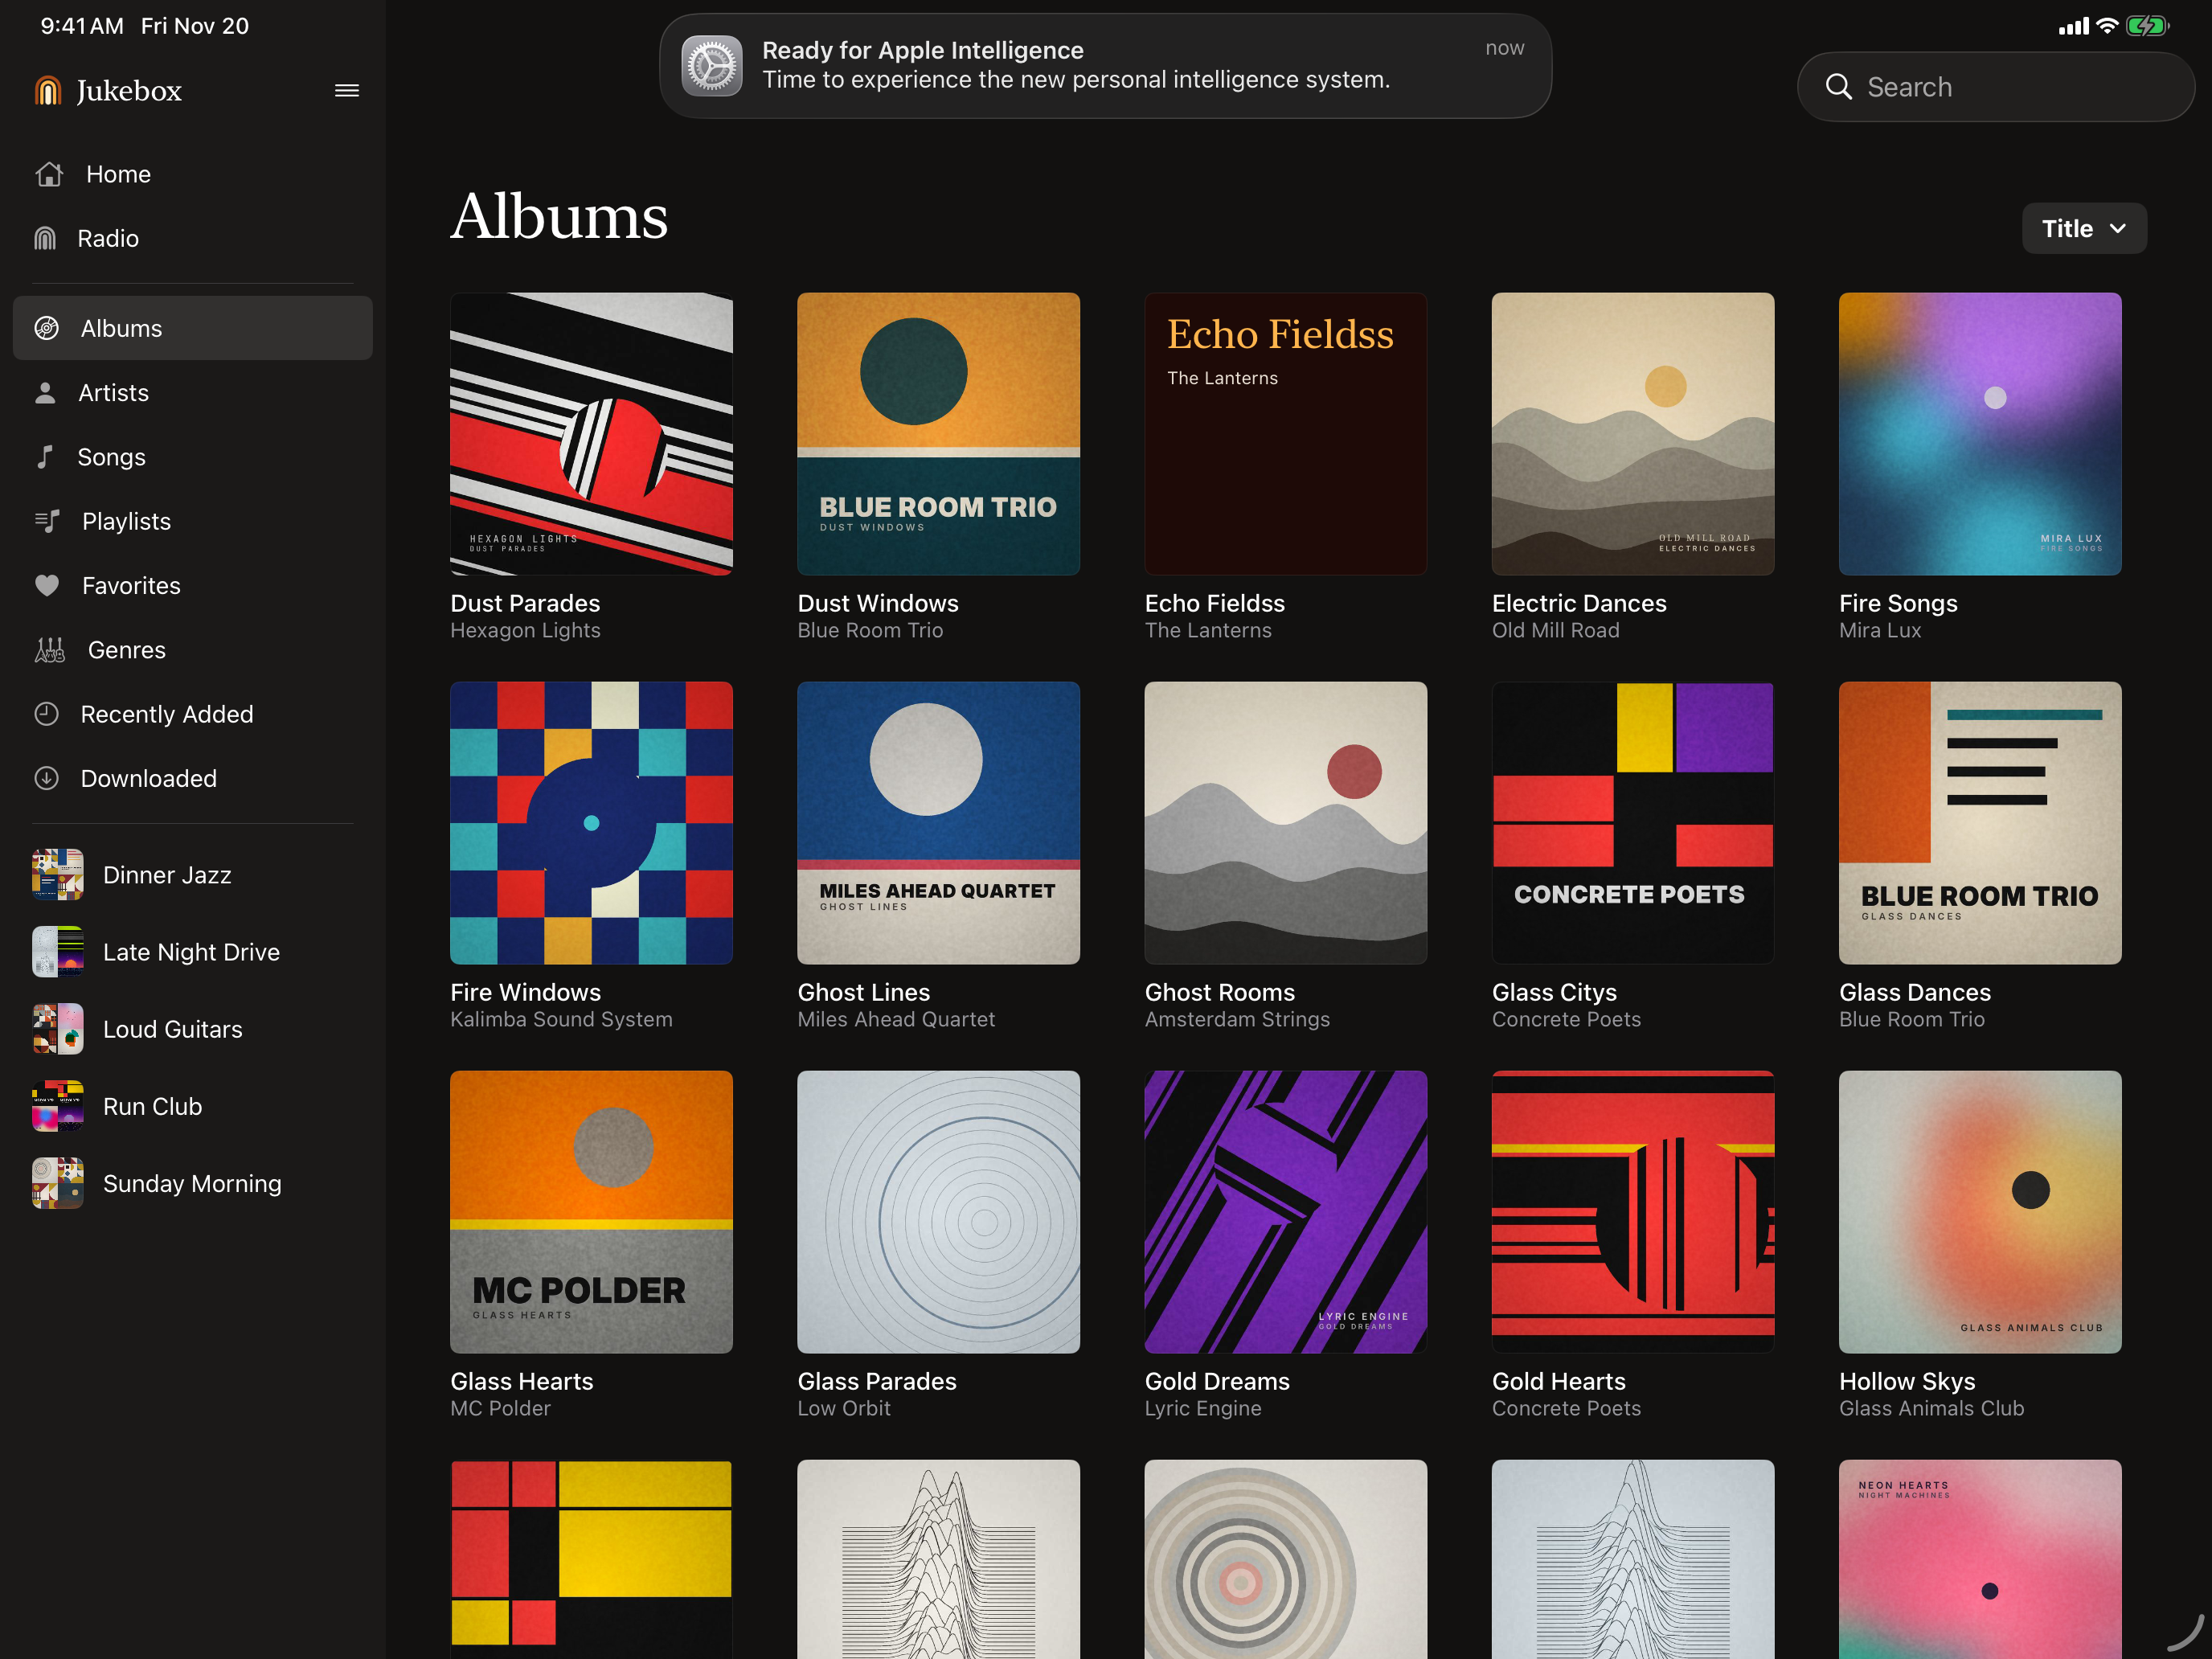 9:41 AM Fri Nov 20
Ready for Apple Intelligence
now
Time to experience the new personal intelligence system.
Jukebox
Search
Home
Radio
Albums
Artists
Songs
Playlists
Favorites
Genres
Recently Added
Downloaded
Dinner Jazz
Late Night Drive
Loud Guitars
Run Club
Sunday Morning
Albums
Title
HEXAGON LIGHTS
DUST PARADES
Dust Parades
Hexagon Lights
BLUE ROOM TRIO
DUST WINDOWS
Dust Windows
Blue Room Trio
Echo Fieldss
The Lanterns
Echo Fieldss
The Lanterns
OLD MILL ROAD
ELECTRIC DANCES
Electric Dances
Old Mill Road
MIRA LUX
FIRE SONGS
Fire Songs
Mira Lux
Fire Windows
Kalimba Sound System
MILES AHEAD QUARTET
GHOST LINES
Ghost Lines
Miles Ahead Quartet
Ghost Rooms
Amsterdam Strings
CONCRETE POETS
Glass Citys
Concrete Poets
BLUE ROOM TRIO
GLASS DANCES
Glass Dances
Blue Room Trio
MC POLDER
GLASS HEARTS
Glass Hearts
MC Polder
Glass Parades
Low Orbit
LYRIC ENGINE
GOLD DREAMS
Gold Dreams
Lyric Engine
Gold Hearts
Concrete Poets
GLASS ANIMALS CLUB
Hollow Skys
Glass Animals Club
NEON HEARTS
NIGHT MACHINES